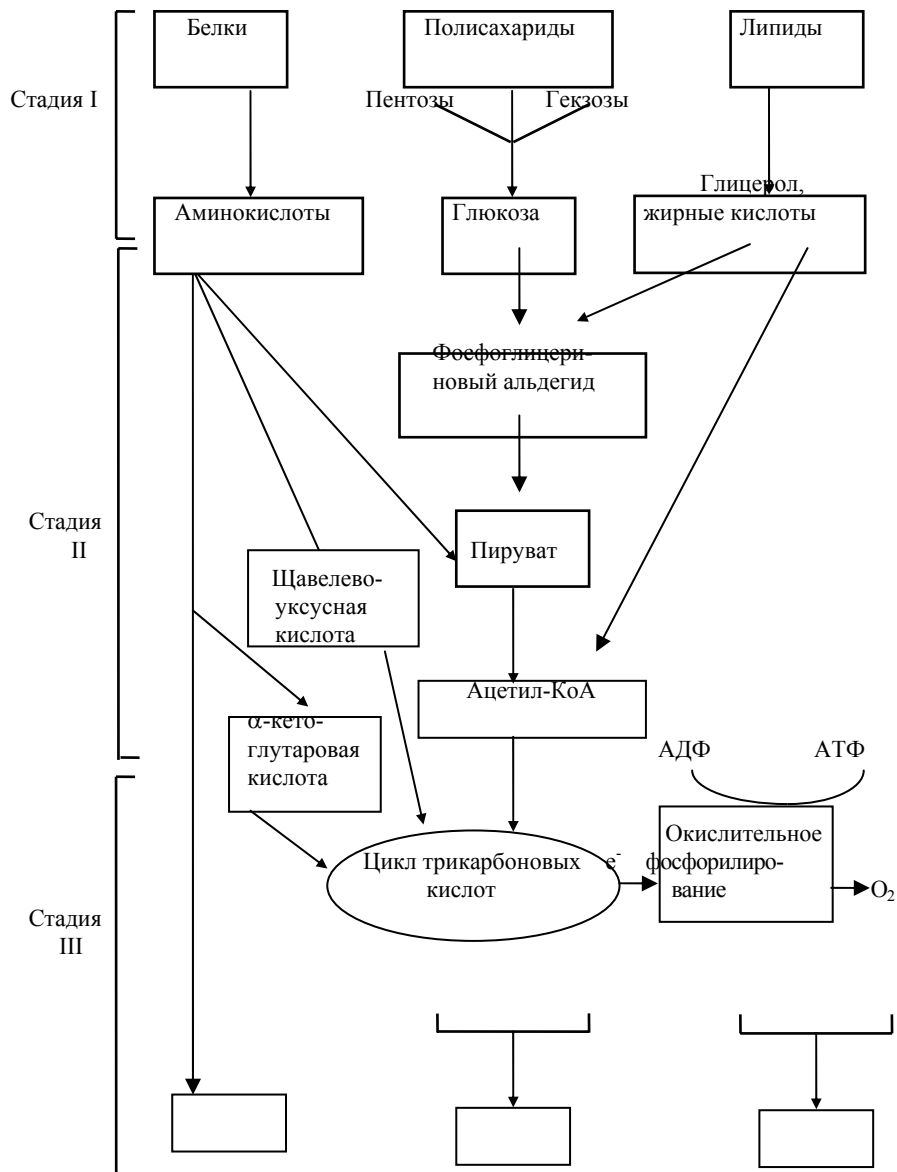 Белки
Полисахариды
Липиды
Стадия I
Пентозы
Гекзозы
Аминокислоты
Глюкоза
Глицерол,
жирные кислоты
Фосфоглицери-
новый альдегид
Стадия
II
Пируват
Щавелево-
уксусная
кислота
Ацетил-КоА
α-кето-
глутаровая
кислота
АДФ
АТФ
Цикл трикарбоновых
кислот
e-
Окислительное
фосфорилиро-
вание
O2
Стадия
III